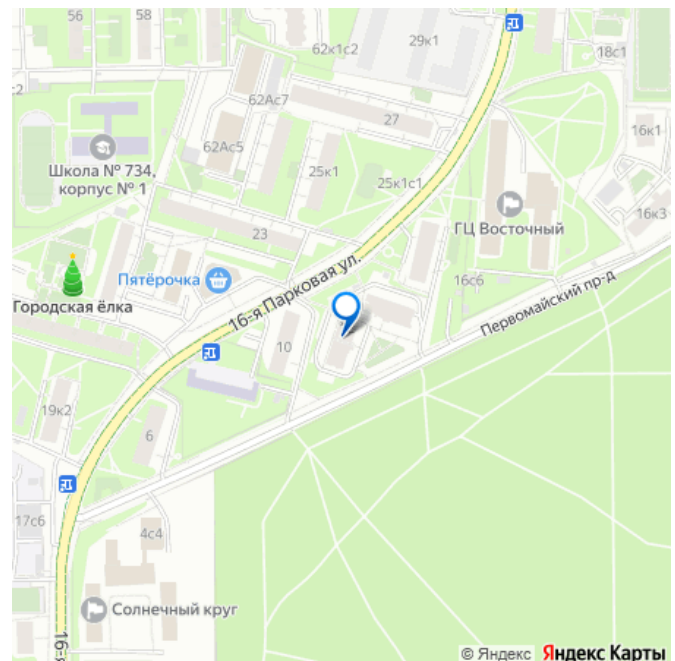 56
58
62к1с2
29к1
18с1
с2
62Ас7
27
16к1
62Ас5
Школа № 734,
корпус № 1
25к1
25к1с1
16к3
23
ГЦ Восточный
Пятёрочка
16-я Парковая ул.
16с6
Городская ёлка
Первомайский пр-д
10
19к2
6
17с6
4с4
Солнечный круг
16-я
© Яндекс Яндекс Карты